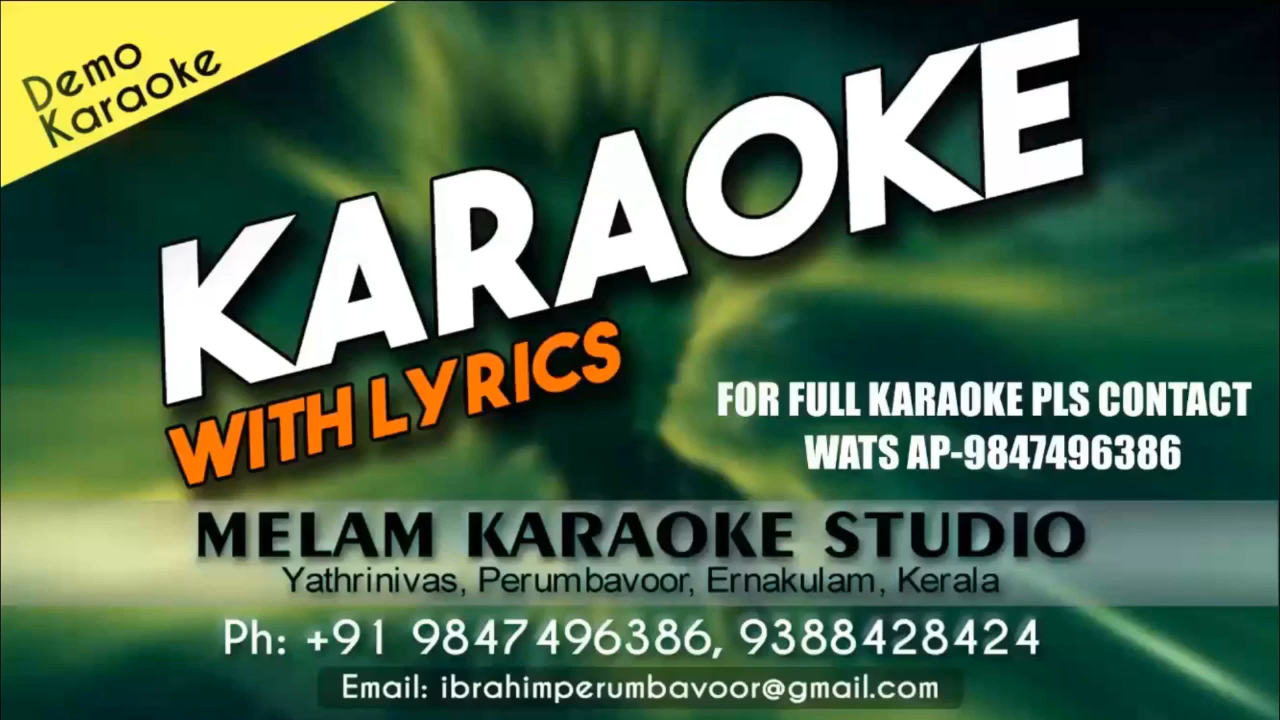 Demo
Karaoke
KARAOKE
WITH LYRICS
FOR FULL KARAOKE PLS CONTACT
WATS AP-9847496386
MELAM KARAOKE STUDIO
Yathrinivas, Perumbavoor, Ernakulam, Kerala
Ph: +91 9847496386, 9388428424
Email: ibrahimperumbavoor@gmail.com